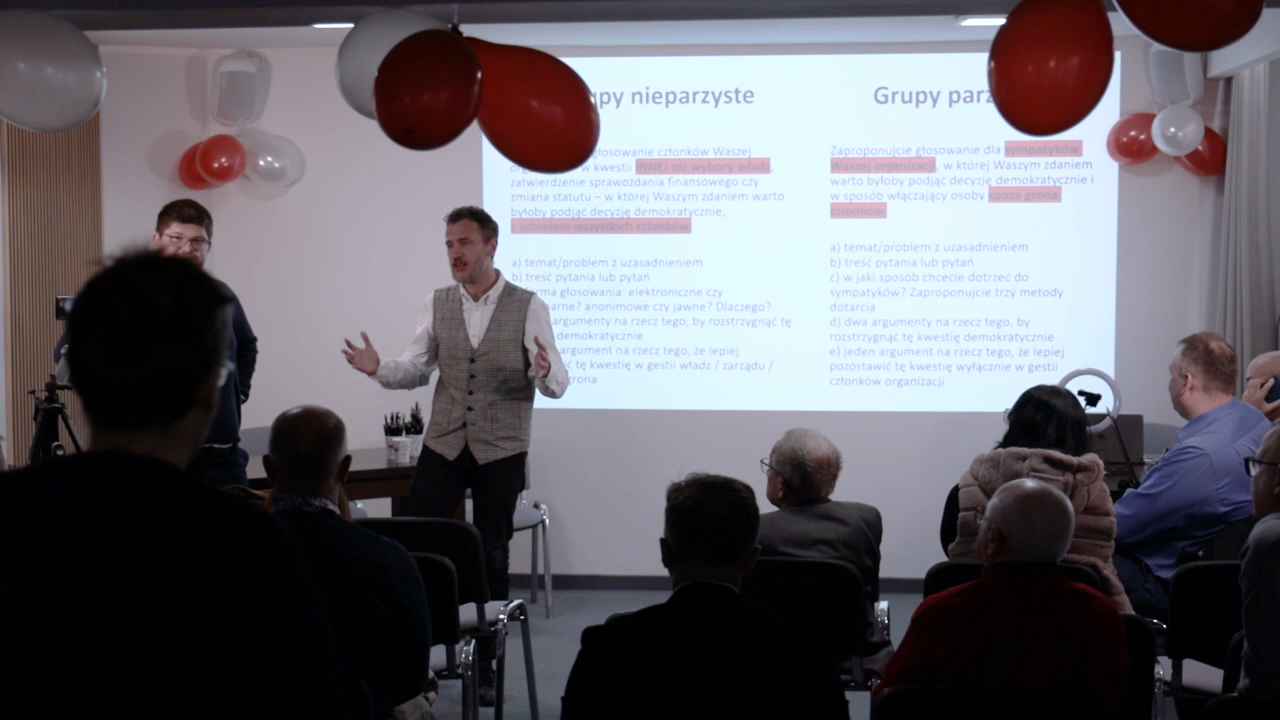 nieparzyste
głosowanie członków Waszej
w kwestii INNEJ niż wybory władz,
zatwierdzenie sprawozdania finansowego czy
zmiana statutu – w której Waszym zdaniem warto
byłoby podjąć decyzję demokratycznie,
z udziałem wszystkich członków.
a) temat/problem z uzasadnieniem
b) treść pytania lub pytań
głosowania: elektroniczne czy
anonimowe czy jawne? Dlaczego?
argumenty na rzecz tego, by rozstrzygnąć tę
demokratycznie
argument na rzecz tego, że lepiej
tę kwestię w gestii władz / zarządu /
grona
Grupy
Zaproponujcie głosowanie dla sympatyków
Waszej organizacji, w której Waszym zdaniem
warto byłoby podjąć decyzję demokratycznie i
w sposób włączający osoby spoza grona
członków.
a) temat/problem z uzasadnieniem
b) treść pytania lub pytań
c) w jaki sposób chcecie dotrzeć do
sympatyków? Zaproponujcie trzy metody
dotarcia
d) dwa argumenty na rzecz tego, by
rozstrzygnąć tę kwestię demokratycznie
e) jeden argument na rzecz tego, że lepiej
pozostawić tę kwestię wyłącznie w gestii
członków organizacji